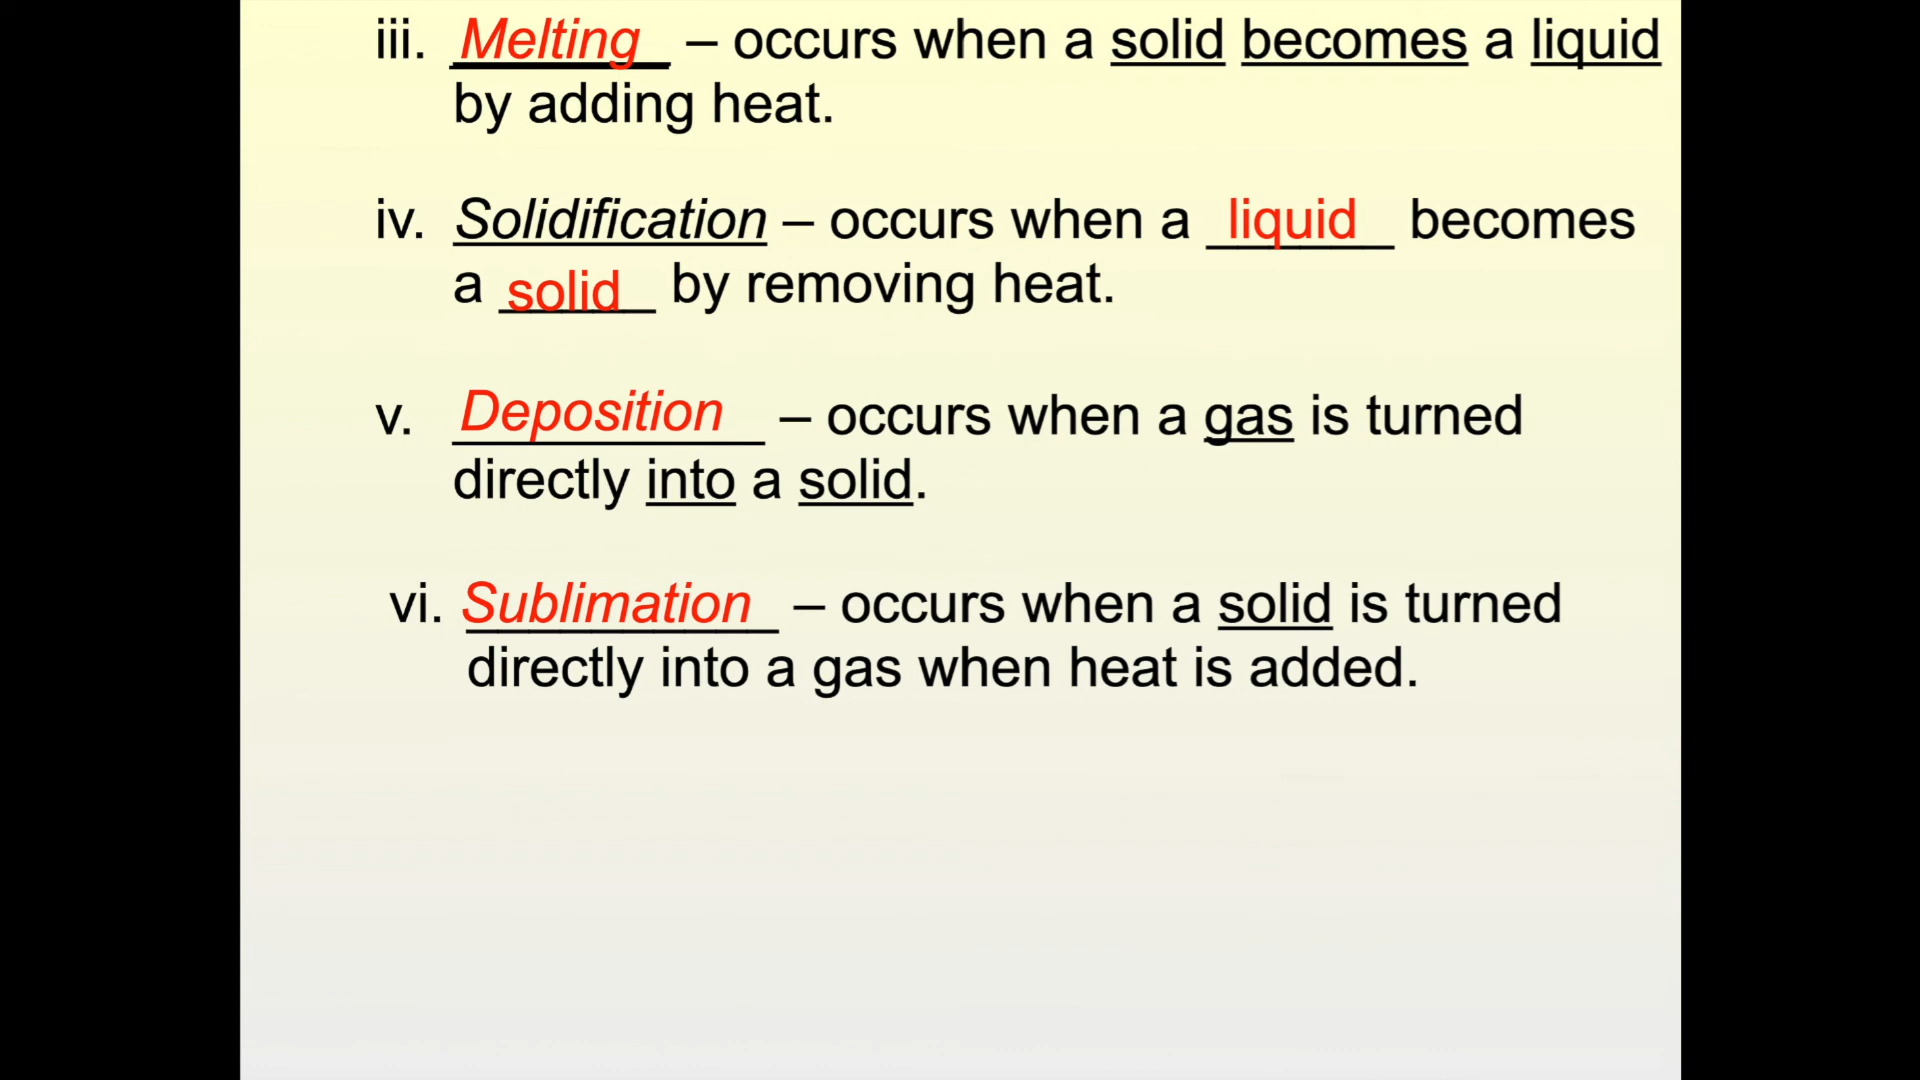 iii. Melting – occurs when a solid becomes a liquid
by adding heat.
iv. Solidification – occurs when a liquid becomes
a solid by removing heat.
v. Deposition – occurs when a gas is turned
directly into a solid.
vi. Sublimation – occurs when a solid is turned
directly into a gas when heat is added.